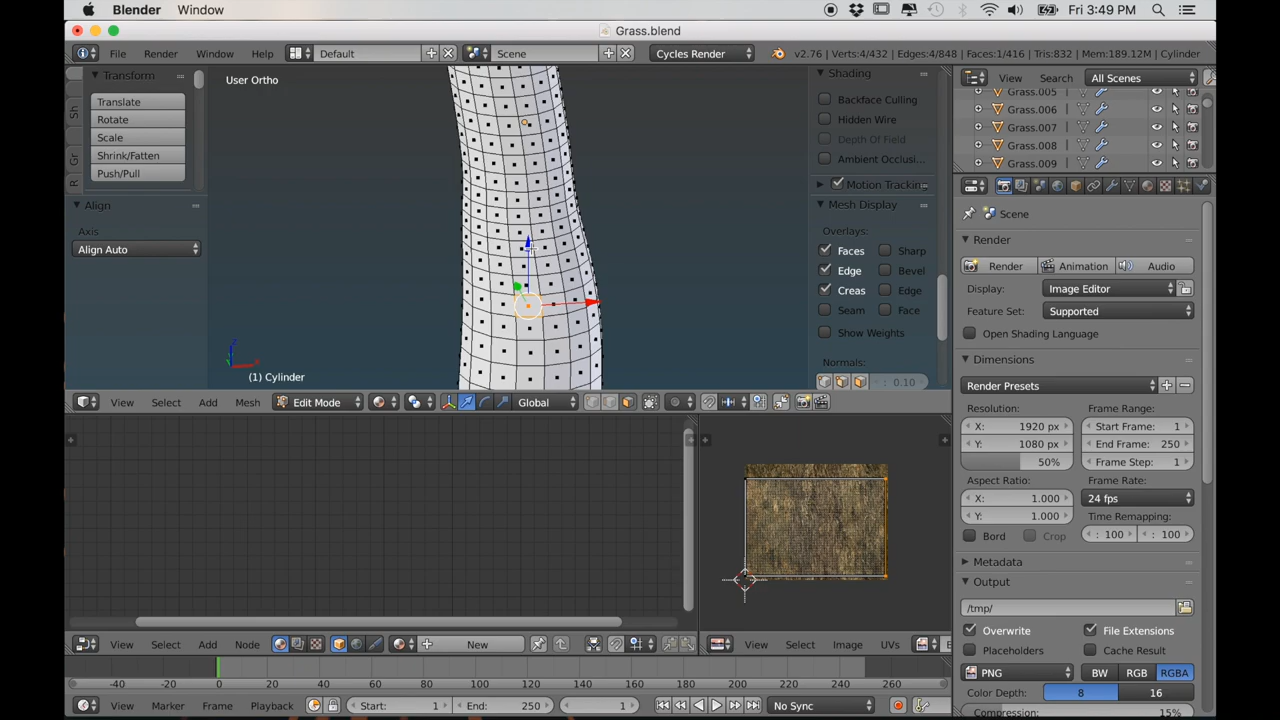 Blender File Edit Window Help Fri 3:49 PM
Grass.blend
File Render Window Help Default Scene Cycles Render v2.76 | Verts:4/432 | Edges:4/848 | Faces:1/416 | Tris:832 | Mem:189.12M | Cylinder
Transform
Translate
Rotate
Scale
Shrink/Fatten
Push/Pull
Sh
Gr
R
Align
Axis
Align Auto
User Ortho
(1) Cylinder
Shading
Backface Culling
Hidden Wire
Depth Of Field
Ambient Occlusi...
Motion Tracking
Mesh Display
Overlays:
Faces Sharp
Edge Bevel
Creas Edge
Seam Face
Show Weights
Normals:
: 0.10
View Select Add Mesh Edit Mode Global
View Search All Scenes
Grass.005
Grass.006
Grass.007
Grass.008
Grass.009
Scene
Render
Render Animation Audio
Display: Image Editor
Feature Set: Supported
Open Shading Language
Dimensions
Render Presets
Resolution: Frame Range:
X: 1920 px Start Frame: 1
Y: 1080 px End Frame: 250
50% Frame Step: 1
Aspect Ratio: Frame Rate:
X: 1.000 24 fps
Y: 1.000 Time Remapping:
Bord Crop : 100 : 100
Metadata
Output
/tmp/
Overwrite File Extensions
Placeholders Cache Result
PNG BW RGB RGBA
Color Depth: 8 16
Compression: 15%
View Select Add Node New
View Select Image UVs
-40 -20 0 20 40 60 80 100 120 140 160 180 200 220 240 260
View Marker Frame Playback Start: 1 End: 250 1 No Sync